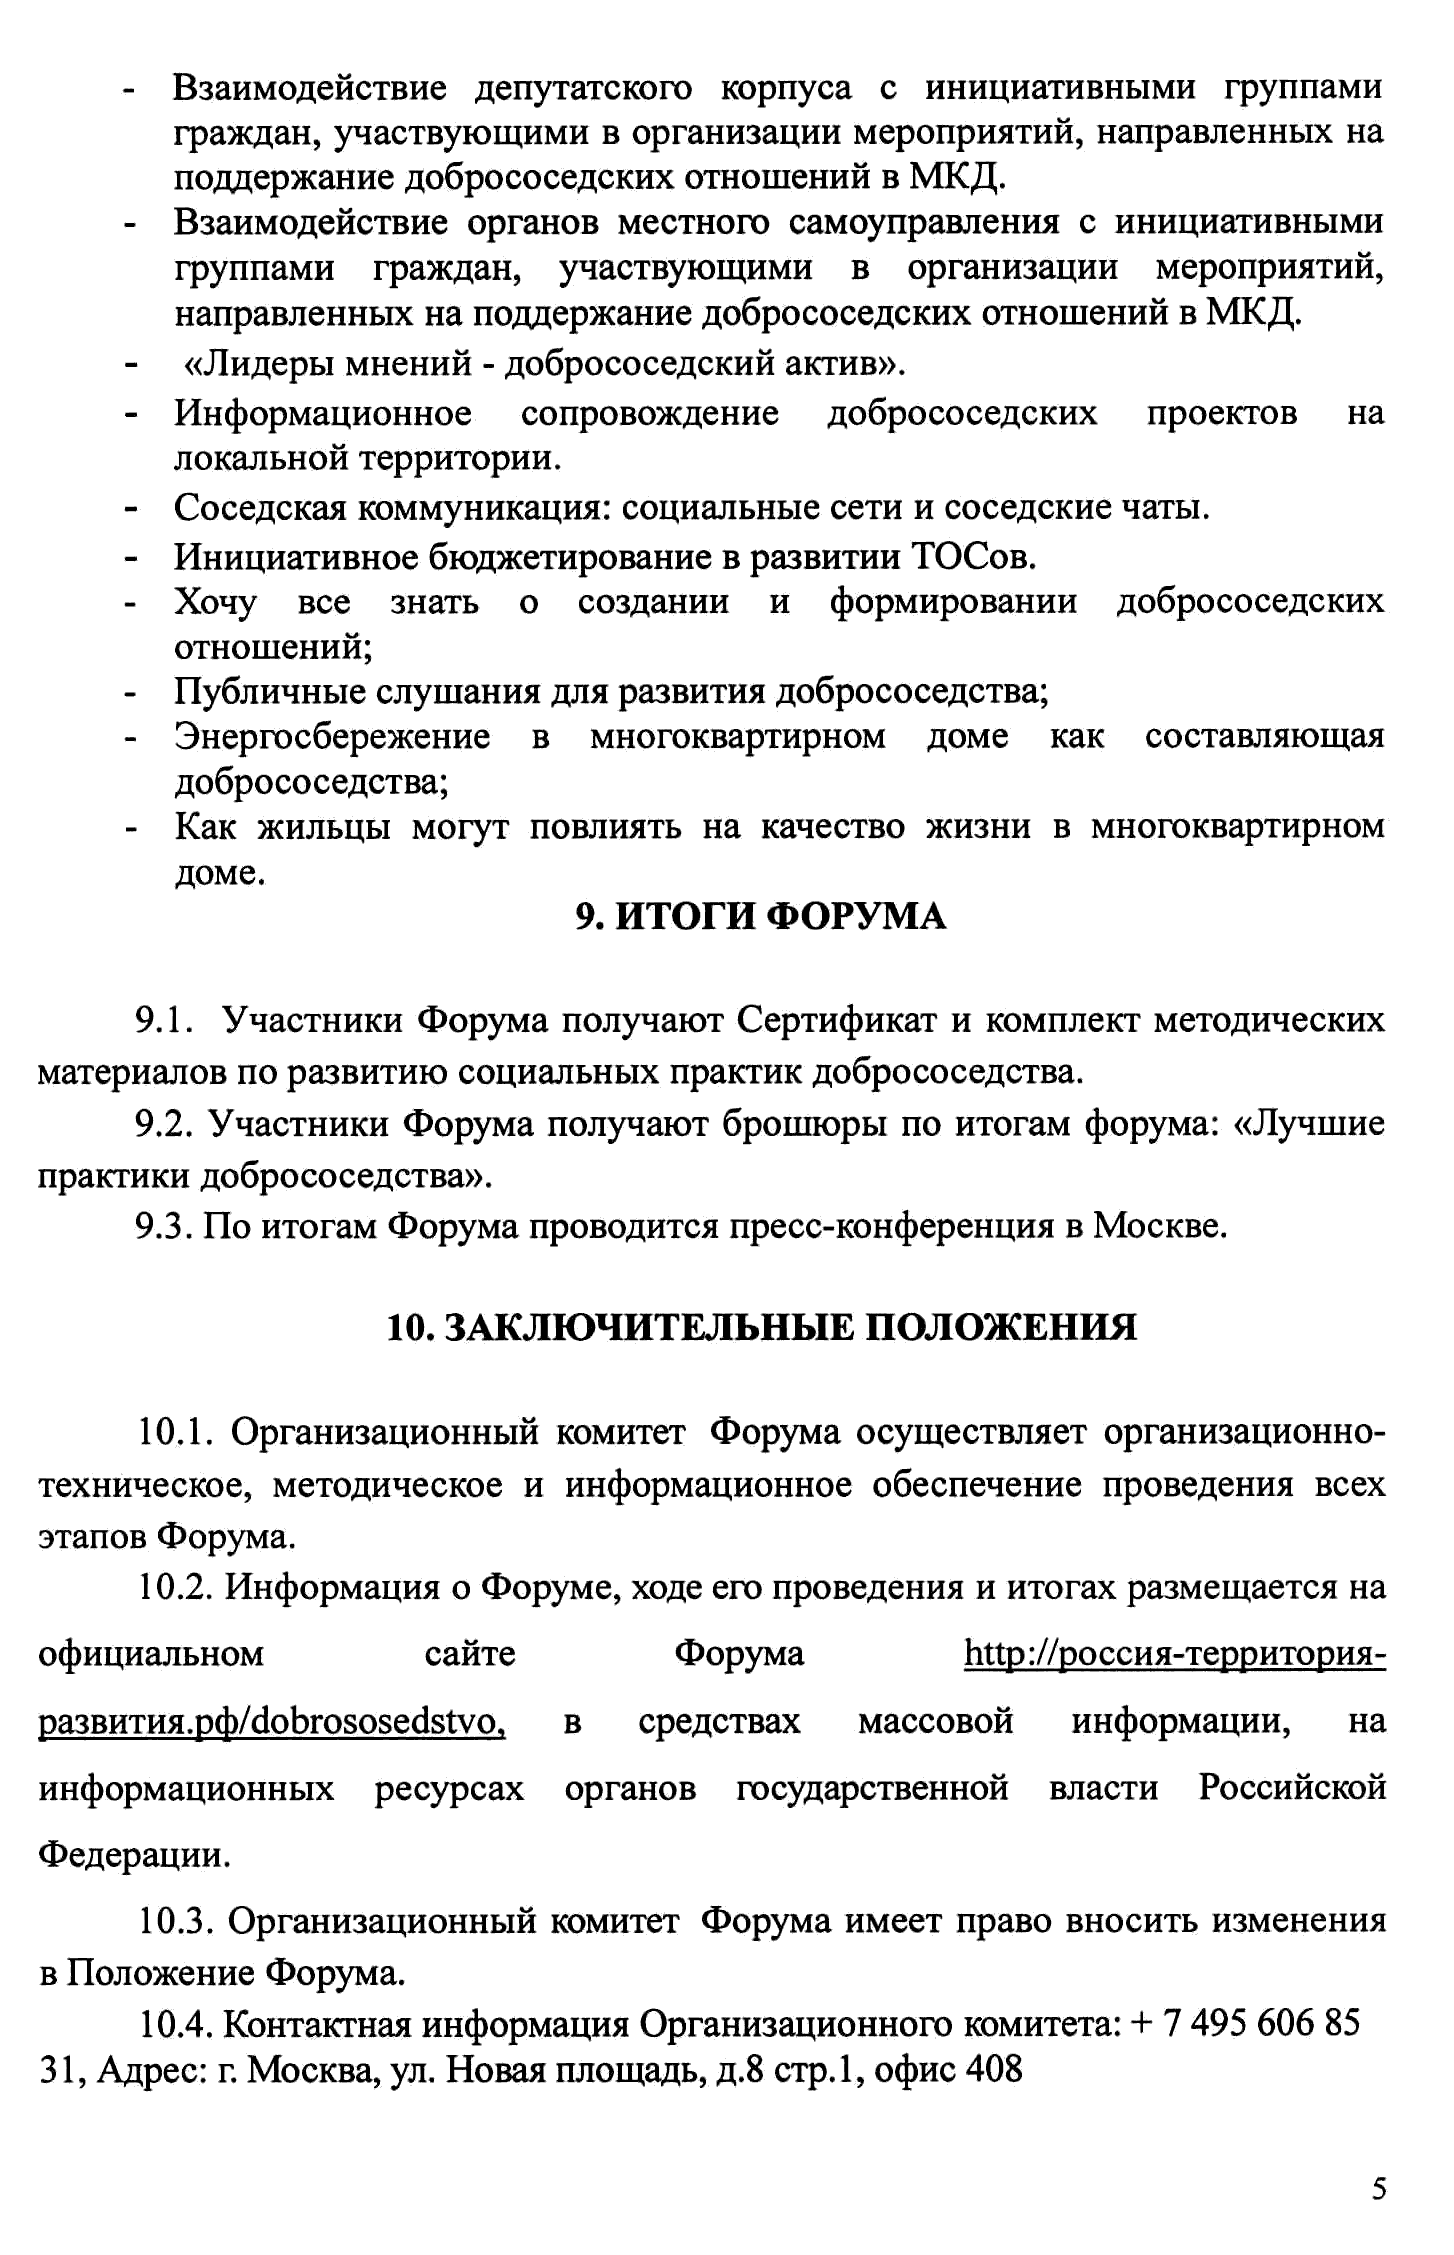 - Взаимодействие депутатского корпуса с инициативными группами
граждан, участвующими в организации мероприятий, направленных на
поддержание добрососедских отношений в МКД.
- Взаимодействие органов местного самоуправления с инициативными
группами граждан, участвующими в организации мероприятий,
направленных на поддержание добрососедских отношений в МКД.
- «Лидеры мнений - добрососедский актив».
- Информационное сопровождение добрососедских проектов на
локальной территории.
- Соседская коммуникация: социальные сети и соседские чаты.
- Инициативное бюджетирование в развитии ТОСов.
- Хочу все знать о создании и формировании добрососедских
отношений;
- Публичные слушания для развития добрососедства;
- Энергосбережение в многоквартирном доме как составляющая
добрососедства;
- Как жильцы могут повлиять на качество жизни в многоквартирном
доме.
9. ИТОГИ ФОРУМА
9.1. Участники Форума получают Сертификат и комплект методических
материалов по развитию социальных практик добрососедства.
9.2. Участники Форума получают брошюры по итогам форума: «Лучшие
практики добрососедства».
9.3. По итогам Форума проводится пресс-конференция в Москве.
10. ЗАКЛЮЧИТЕЛЬНЫЕ ПОЛОЖЕНИЯ
10.1. Организационный комитет Форума осуществляет организационно-
техническое, методическое и информационное обеспечение проведения всех
этапов Форума.
10.2. Информация о Форуме, ходе его проведения и итогах размещается на
официальном сайте Форума http://россия-территория-
развития.рф/dobrososedstvo, в средствах массовой информации, на
информационных ресурсах органов государственной власти Российской
Федерации.
10.3. Организационный комитет Форума имеет право вносить изменения
в Положение Форума.
10.4. Контактная информация Организационного комитета: + 7 495 606 85
31, Адрес: г. Москва, ул. Новая площадь, д.8 стр.1, офис 408
5